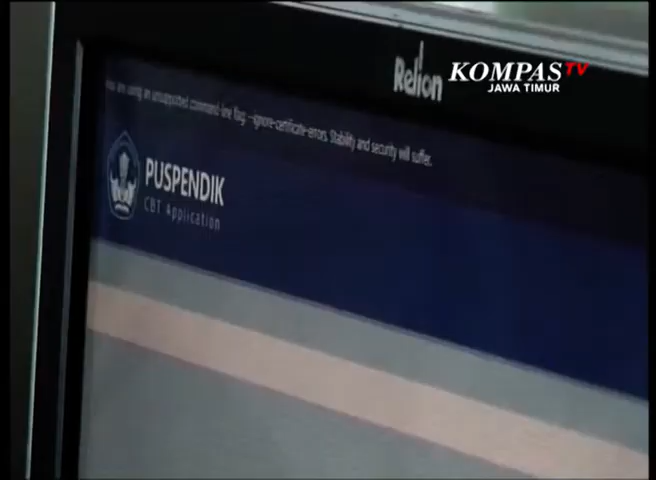 Relion
KOMPAS TV
JAWA TIMUR
You are using an unsupported command-line flag: --ignore-certificate-errors. Stability and security will suffer.
PUSPENDIK
CBT Application